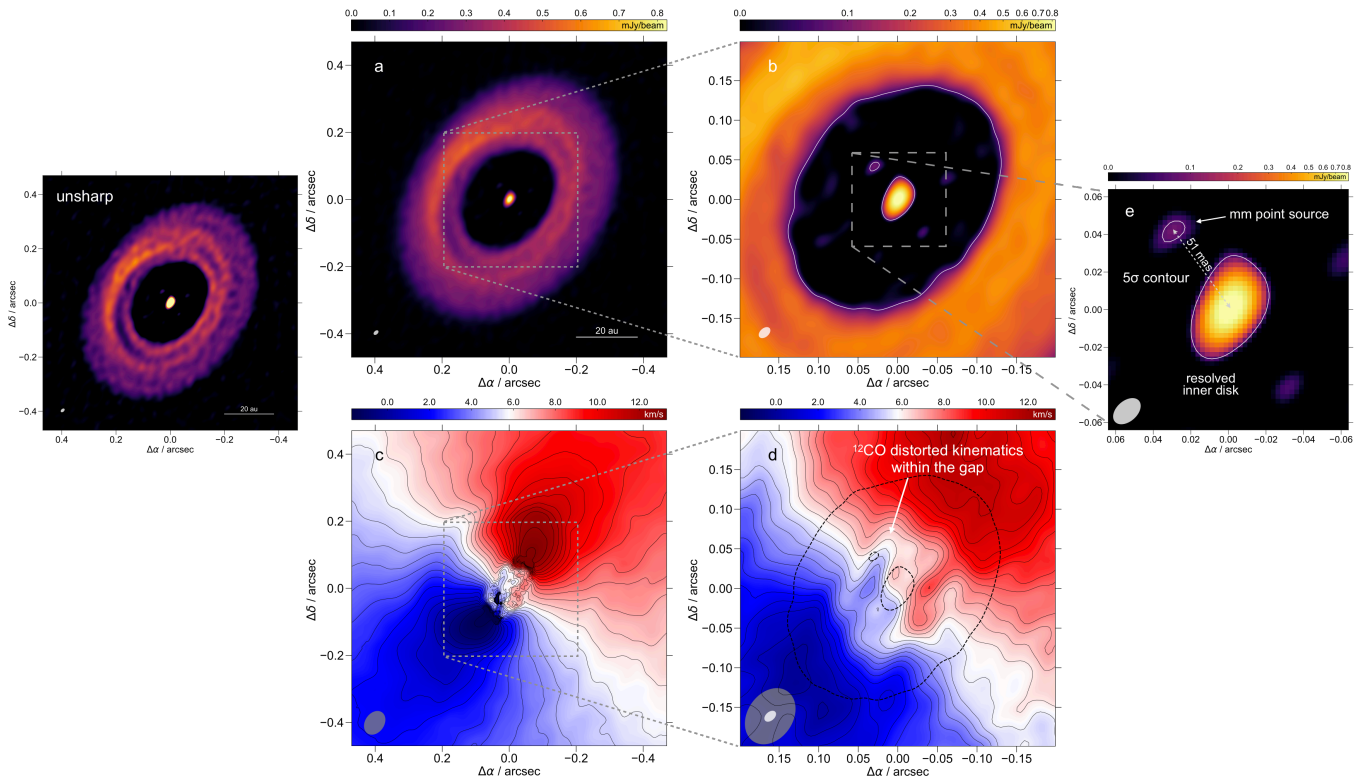 0.0 0.1 0.2 0.3 0.4 0.5 0.6 0.7 0.8
mJy/beam
a
0.4
0.2
0.0
−0.2
−0.4
Δδ / arcsec
20 au
0.4 0.2 0.0 −0.2 −0.4
Δα / arcsec
0.0 0.1 0.2 0.3 0.4 0.5 0.6 0.7 0.8
mJy/beam
b
0.15
0.10
0.05
0.00
−0.05
−0.10
−0.15
Δδ / arcsec
0.15 0.10 0.05 0.00 −0.05 −0.10 −0.15
Δα / arcsec
unsharp
0.4
0.2
0.0
−0.2
−0.4
Δδ / arcsec
20 au
0.4 0.2 0.0 −0.2 −0.4
Δα / arcsec
0.0 0.1 0.2 0.3 0.4 0.5 0.6 0.7 0.8
mJy/beam
e
mm point source
51 mas
5σ contour
resolved
inner disk
0.06
0.04
0.02
0.00
−0.02
−0.04
−0.06
Δδ / arcsec
0.06 0.04 0.02 0.00 −0.02 −0.04 −0.06
Δα / arcsec
0.0 2.0 4.0 6.0 8.0 10.0 12.0
km/s
c
0.4
0.2
0.0
−0.2
−0.4
Δδ / arcsec
0.4 0.2 0.0 −0.2 −0.4
Δα / arcsec
0.0 2.0 4.0 6.0 8.0 10.0 12.0
km/s
d
¹²CO distorted kinematics
within the gap
0.15
0.10
0.05
0.00
−0.05
−0.10
−0.15
Δδ / arcsec
0.15 0.10 0.05 0.00 −0.05 −0.10 −0.15
Δα / arcsec